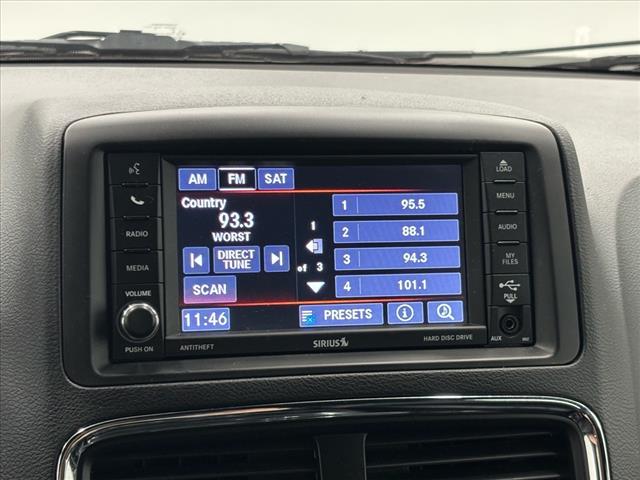 AM FM SAT
Country
93.3
WORST
DIRECT
TUNE
SCAN
11:46
1
of 3
1 95.5
2 88.1
3 94.3
4 101.1
PRESETS
RADIO
MEDIA
VOLUME
PUSH ON
ANTITHEFT
SIRIUS
HARD DISC DRIVE
LOAD
MENU
AUDIO
MY
FILES
PULL
AUX